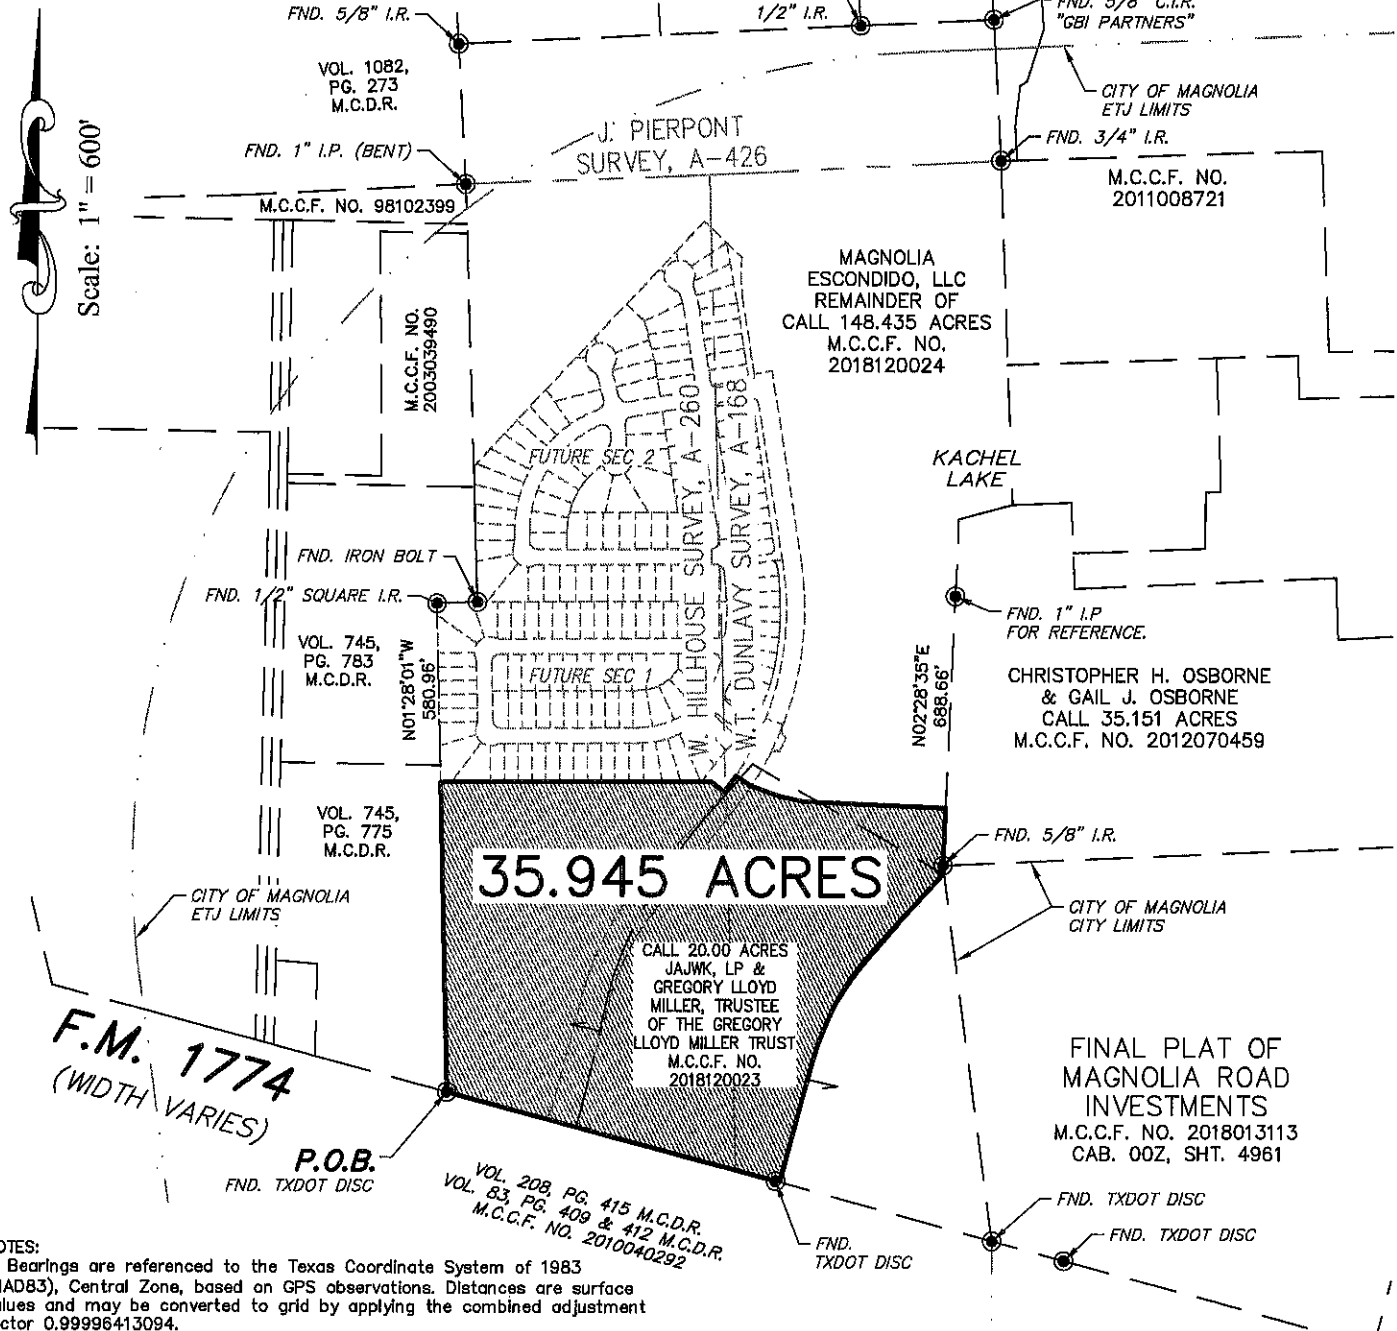 FND. 5/8" I.R.
1/2" I.R.
FND. 5/8" C.I.R.
"GBI PARTNERS"
VOL. 1082,
PG. 273
M.C.D.R.
CITY OF MAGNOLIA
ETJ LIMITS
Scale: 1" = 600'
J. PIERPONT
SURVEY, A-426
FND. 1" I.P. (BENT)
FND. 3/4" I.R.
M.C.C.F. NO.
2011008721
M.C.C.F. NO. 98102399
MAGNOLIA
ESCONDIDO, LLC
REMAINDER OF
CALL 148.435 ACRES
M.C.C.F. NO.
2018120024
M.C.C.F. NO.
2003039490
FUTURE SEC 2
W. HILLHOUSE SURVEY, A-260
W.T. DUNLAVY SURVEY, A-168
KACHEL
LAKE
FND. IRON BOLT
FND. 1/2" SQUARE I.R.
FND. 1" I.P
FOR REFERENCE.
VOL. 745,
PG. 783
M.C.D.R.
N01°28'01"W
580.96'
FUTURE SEC 1
N02°28'35"E
688.66'
CHRISTOPHER H. OSBORNE
& GAIL J. OSBORNE
CALL 35.151 ACRES
M.C.C.F. NO. 2012070459
VOL. 745,
PG. 775
M.C.D.R.
FND. 5/8" I.R.
35.945 ACRES
CITY OF MAGNOLIA
ETJ LIMITS
CITY OF MAGNOLIA
CITY LIMITS
CALL 20.00 ACRES
JAJWK, LP &
GREGORY LLOYD
MILLER, TRUSTEE
OF THE GREGORY
LLOYD MILLER TRUST
M.C.C.F. NO.
2018120023
F.M. 1774
(WIDTH VARIES)
FINAL PLAT OF
MAGNOLIA ROAD
INVESTMENTS
M.C.C.F. NO. 2018013113
CAB. 00Z, SHT. 4961
P.O.B.
FND. TXDOT DISC
VOL. 208, PG. 415 M.C.D.R.
VOL. 83, PG. 409 & 412 M.C.D.R.
M.C.C.F. NO. 2010040292
FND.
TXDOT DISC
FND. TXDOT DISC
FND. TXDOT DISC
OTES:
Bearings are referenced to the Texas Coordinate System of 1983
IAD83), Central Zone, based on GPS observations. Distances are surface
lues and may be converted to grid by applying the combined adjustment
ctor 0.99996413094.